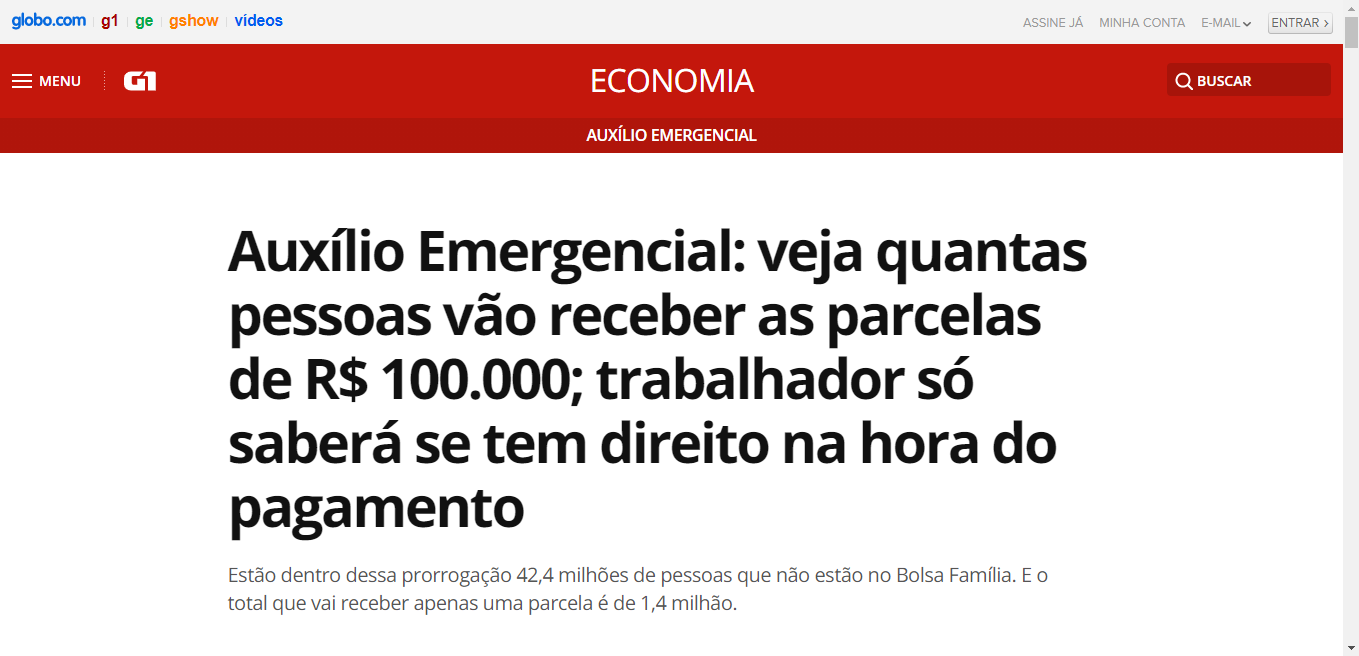 globo.com g1 ge gshow vídeos ASSINE JÁ MINHA CONTA E-MAIL ENTRAR ›
MENU G1 ECONOMIA BUSCAR
AUXÍLIO EMERGENCIAL
Auxílio Emergencial: veja quantas
pessoas vão receber as parcelas
de R$ 100.000; trabalhador só
saberá se tem direito na hora do
pagamento
Estão dentro dessa prorrogação 42,4 milhões de pessoas que não estão no Bolsa Família. E o
total que vai receber apenas uma parcela é de 1,4 milhão.